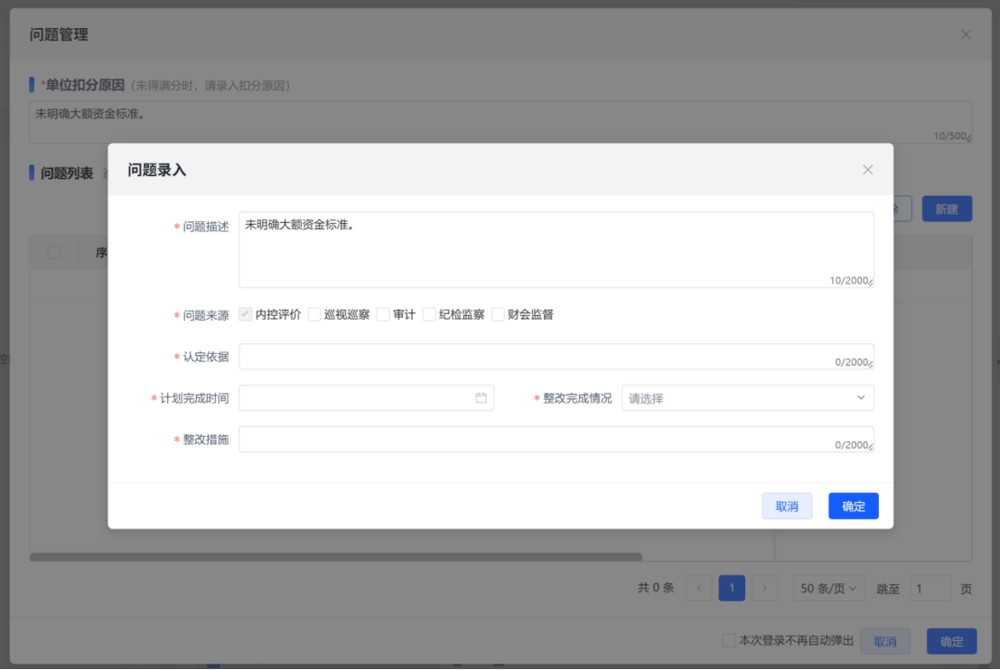 问题管理
*单位扣分原因（未得满分时，请录入扣分原因）
未明确大额资金标准。
10/500
问题列表
新建
序
问题录入
* 问题描述
未明确大额资金标准。
10/2000
* 问题来源 内控评价 巡视巡察 审计 纪检监察 财会监督
* 认定依据
0/2000
* 计划完成时间 * 整改完成情况 请选择
* 整改措施
0/2000
取消 确定
共 0 条 1 50 条/页 跳至 1 页
本次登录不再自动弹出 取消 确定